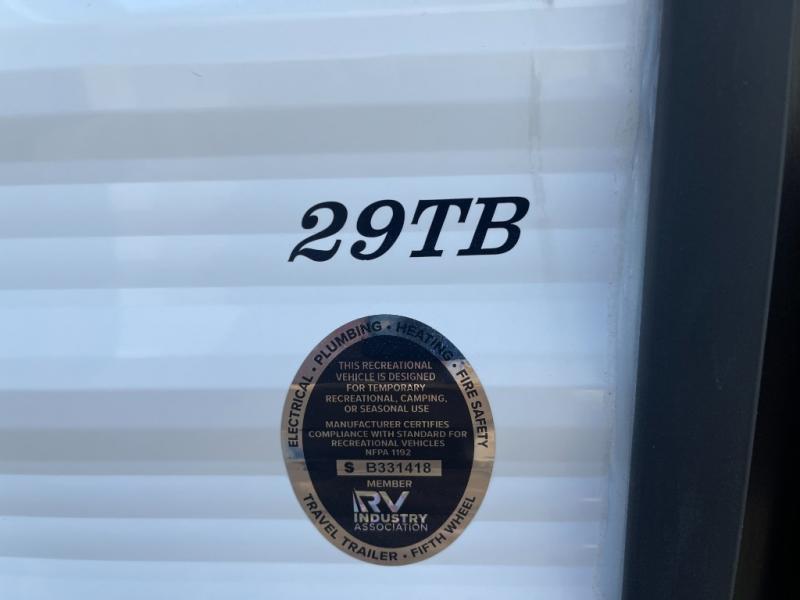 29TB
ELECTRICAL • PLUMBING • HEATING • FIRE SAFETY
THIS RECREATIONAL
VEHICLE IS DESIGNED
FOR TEMPORARY
RECREATIONAL, CAMPING,
OR SEASONAL USE
MANUFACTURER CERTIFIES
COMPLIANCE WITH STANDARD FOR
RECREATIONAL VEHICLES
NFPA 1192
S B331418
MEMBER
RV
INDUSTRY
ASSOCIATION
TRAVEL TRAILER • FIFTH WHEEL